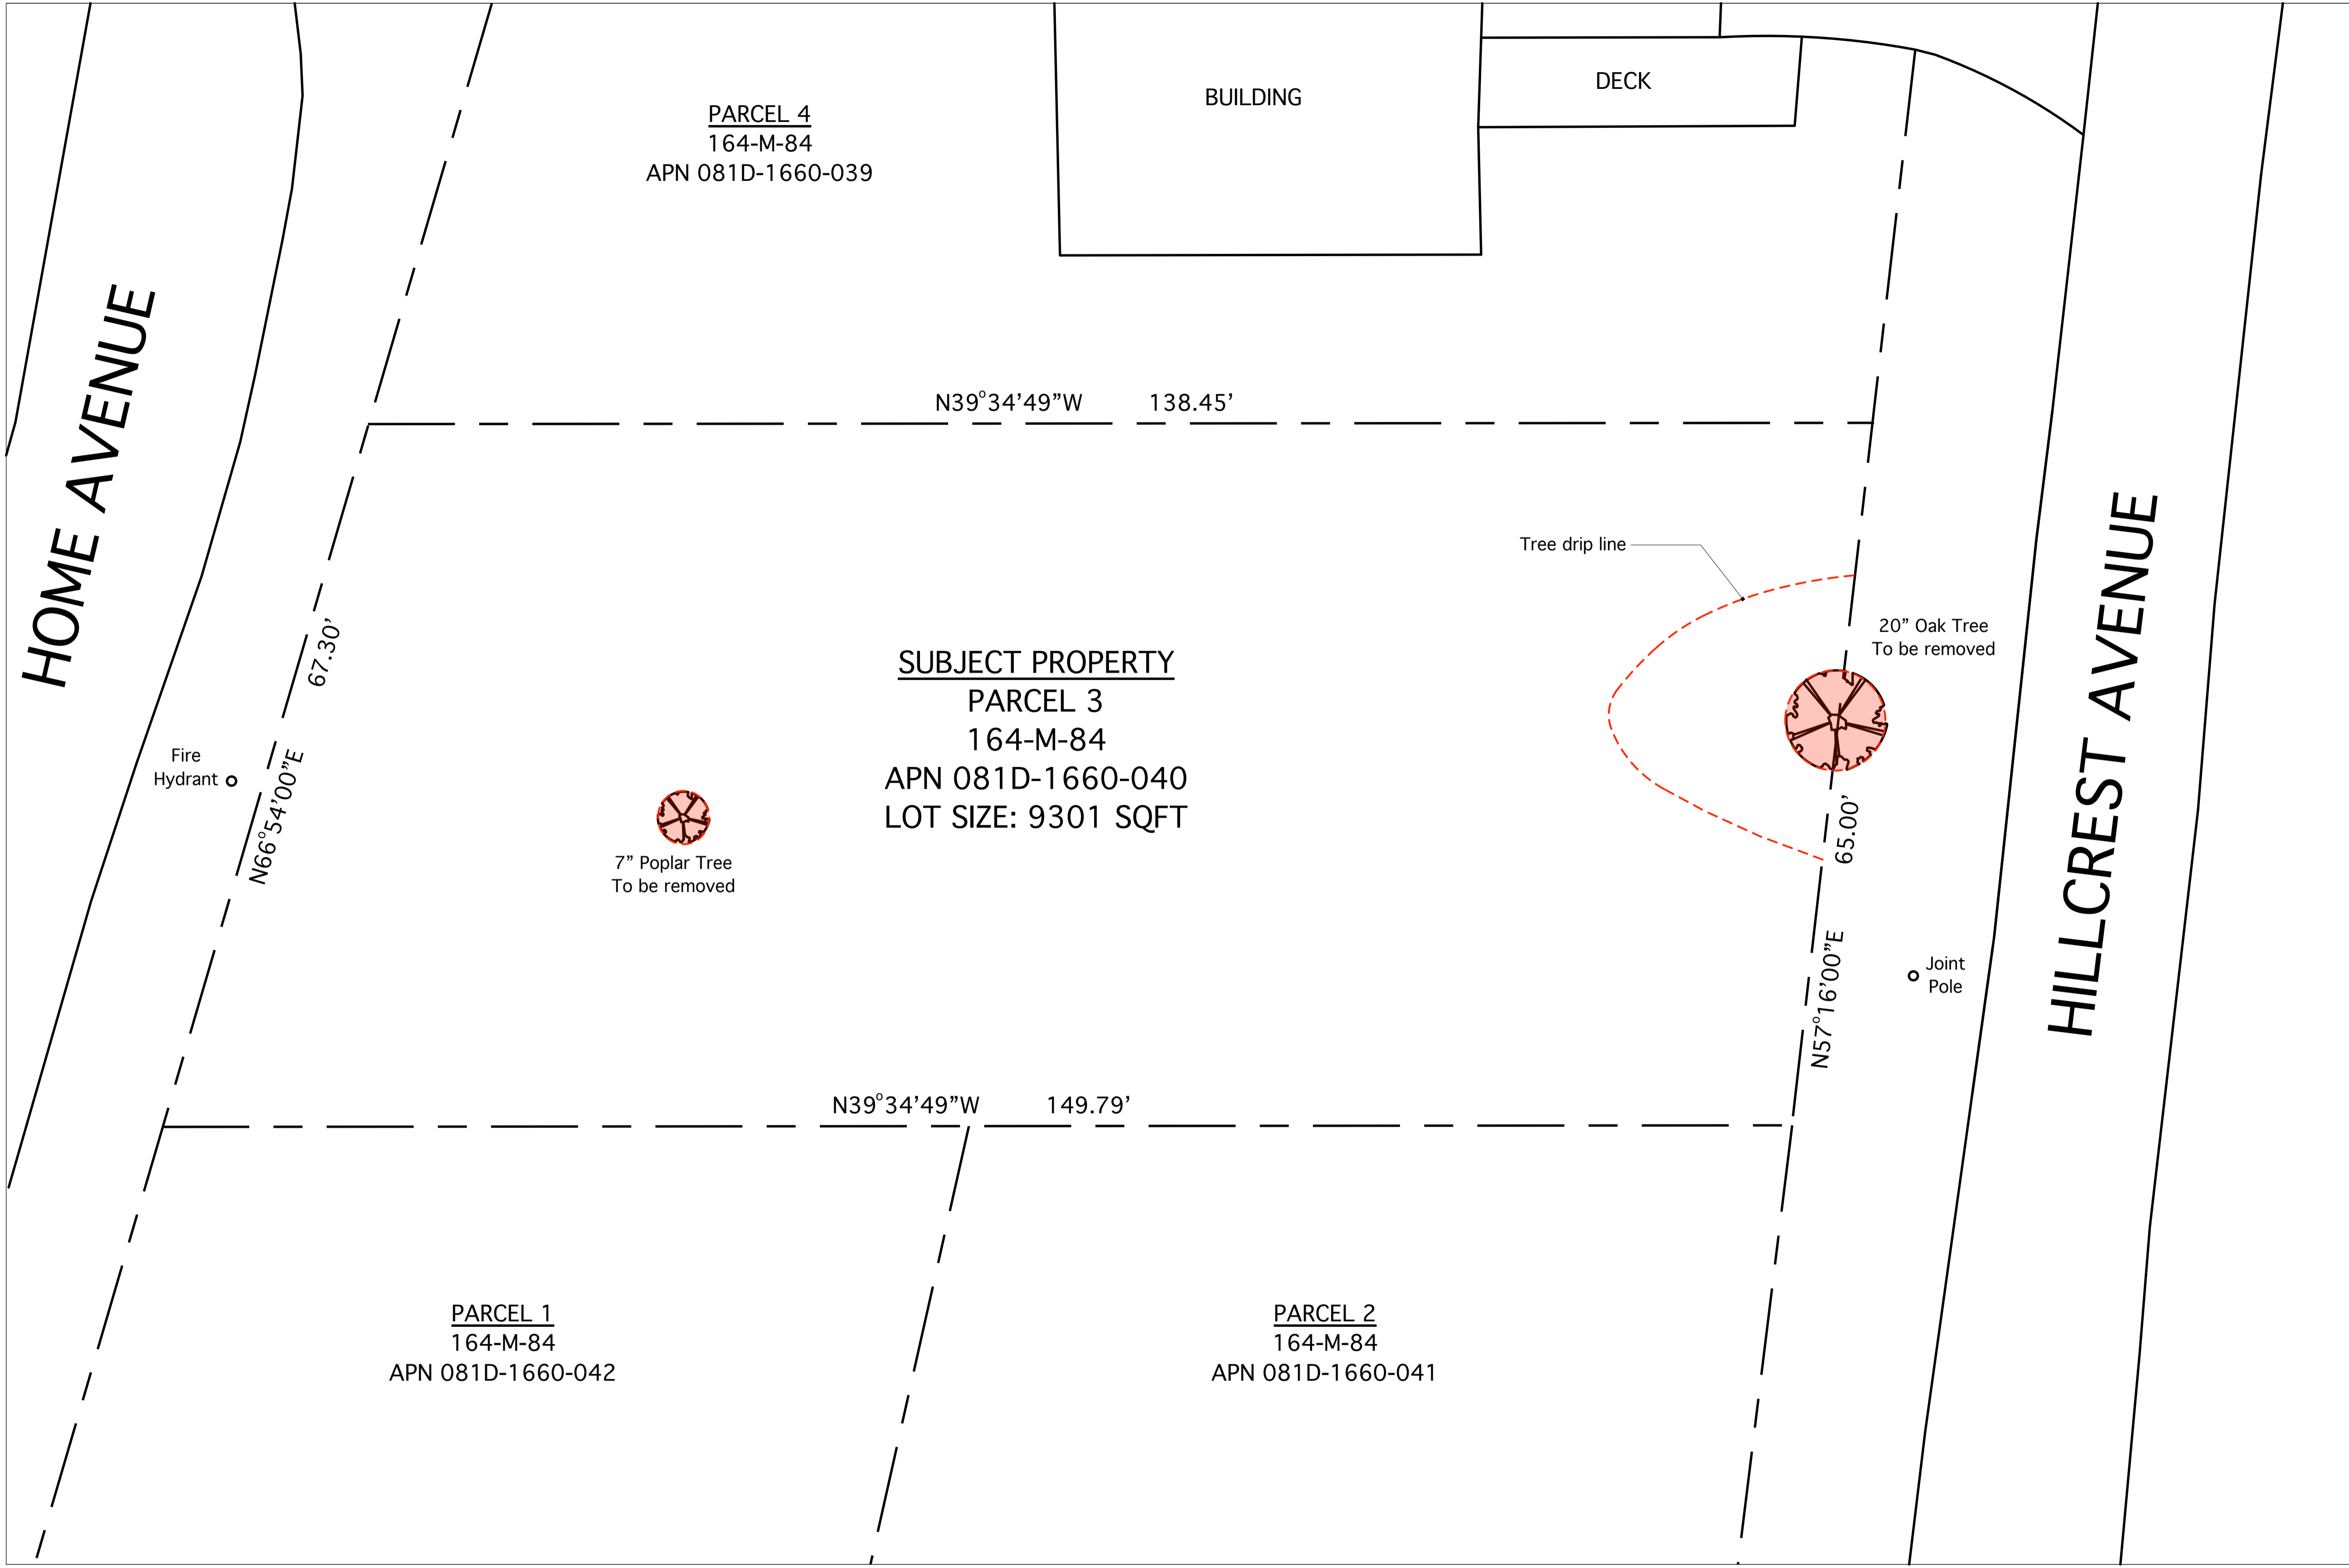 PARCEL 4
164-M-84
APN 081D-1660-039
BUILDING
DECK
HOME AVENUE
N39°34'49”W 138.45'
Tree drip line
20” Oak Tree
To be removed
67.30'
N66°54'00”E
Fire
Hydrant
SUBJECT PROPERTY
PARCEL 3
164-M-84
APN 081D-1660-040
LOT SIZE: 9301 SQFT
7” Poplar Tree
To be removed
65.00'
N57°16'00”E
Joint
Pole
HILLCREST AVENUE
N39°34'49”W 149.79'
PARCEL 1
164-M-84
APN 081D-1660-042
PARCEL 2
164-M-84
APN 081D-1660-041